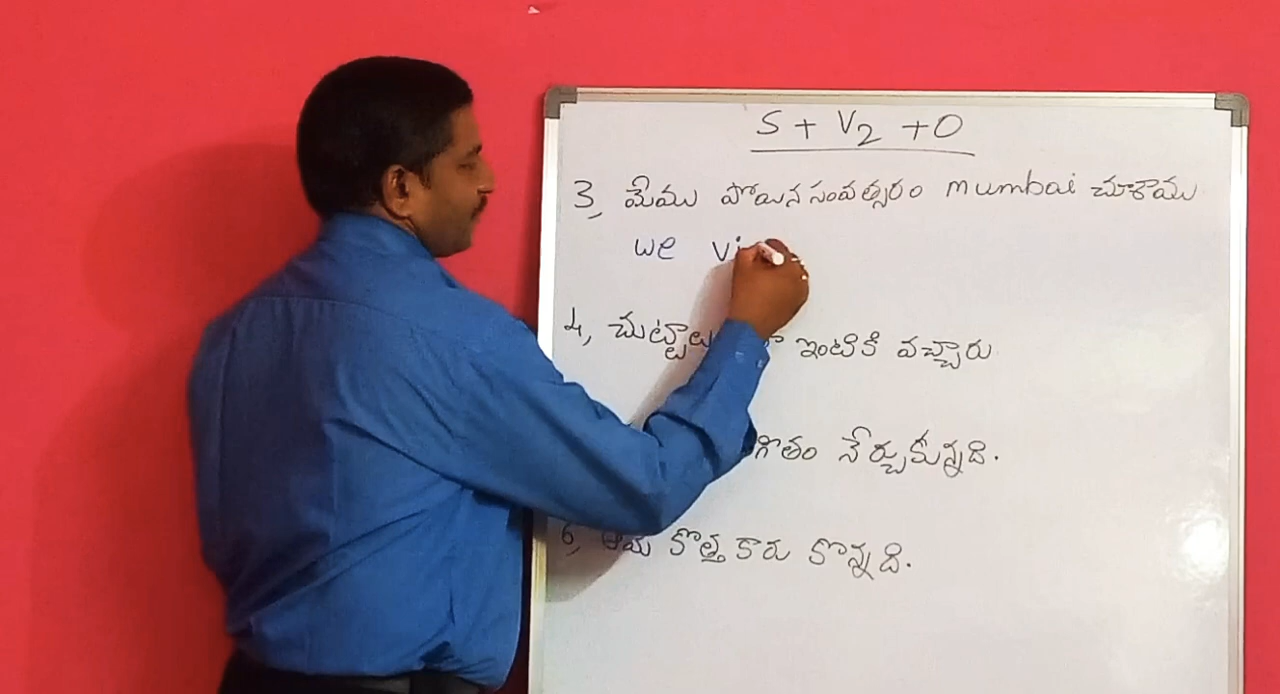 S + V2 + O
3, మేము పోయిన సంవత్సరం mumbai చూశాము
we vi
4, చుట్టాలు ఇంటికి వచ్చారు
నేర్చుకున్నది.
6, ఆమె కొత్త కారు కొన్నది.